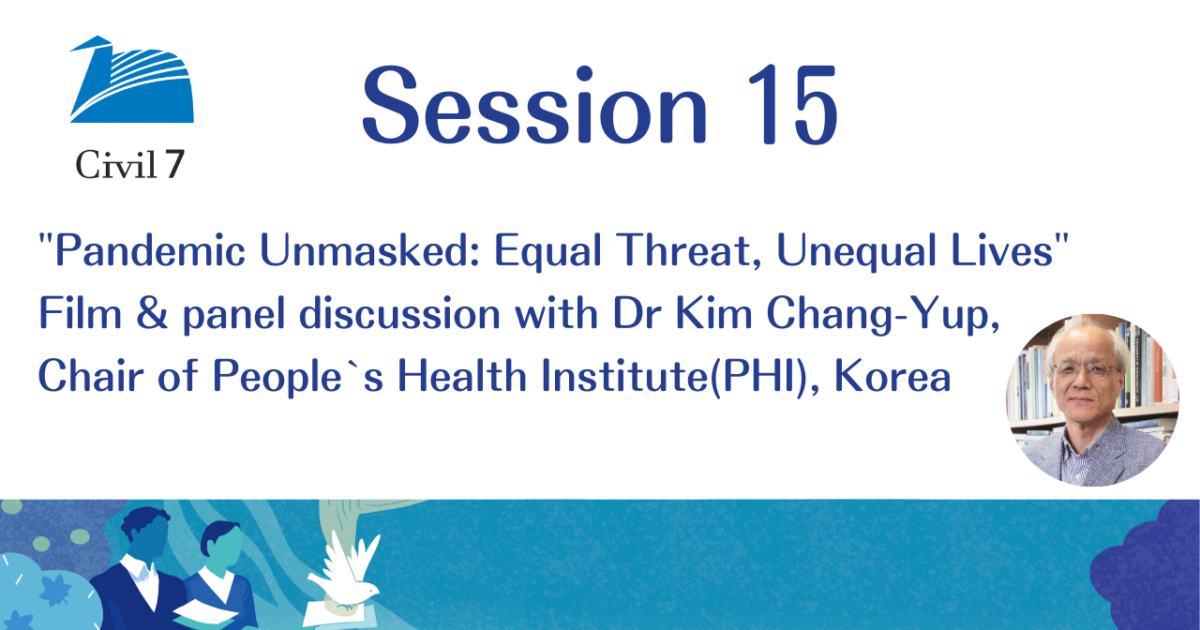 Civil 7
Session 15
"Pandemic Unmasked: Equal Threat, Unequal Lives"
Film & panel discussion with Dr Kim Chang-Yup,
Chair of People`s Health Institute(PHI), Korea